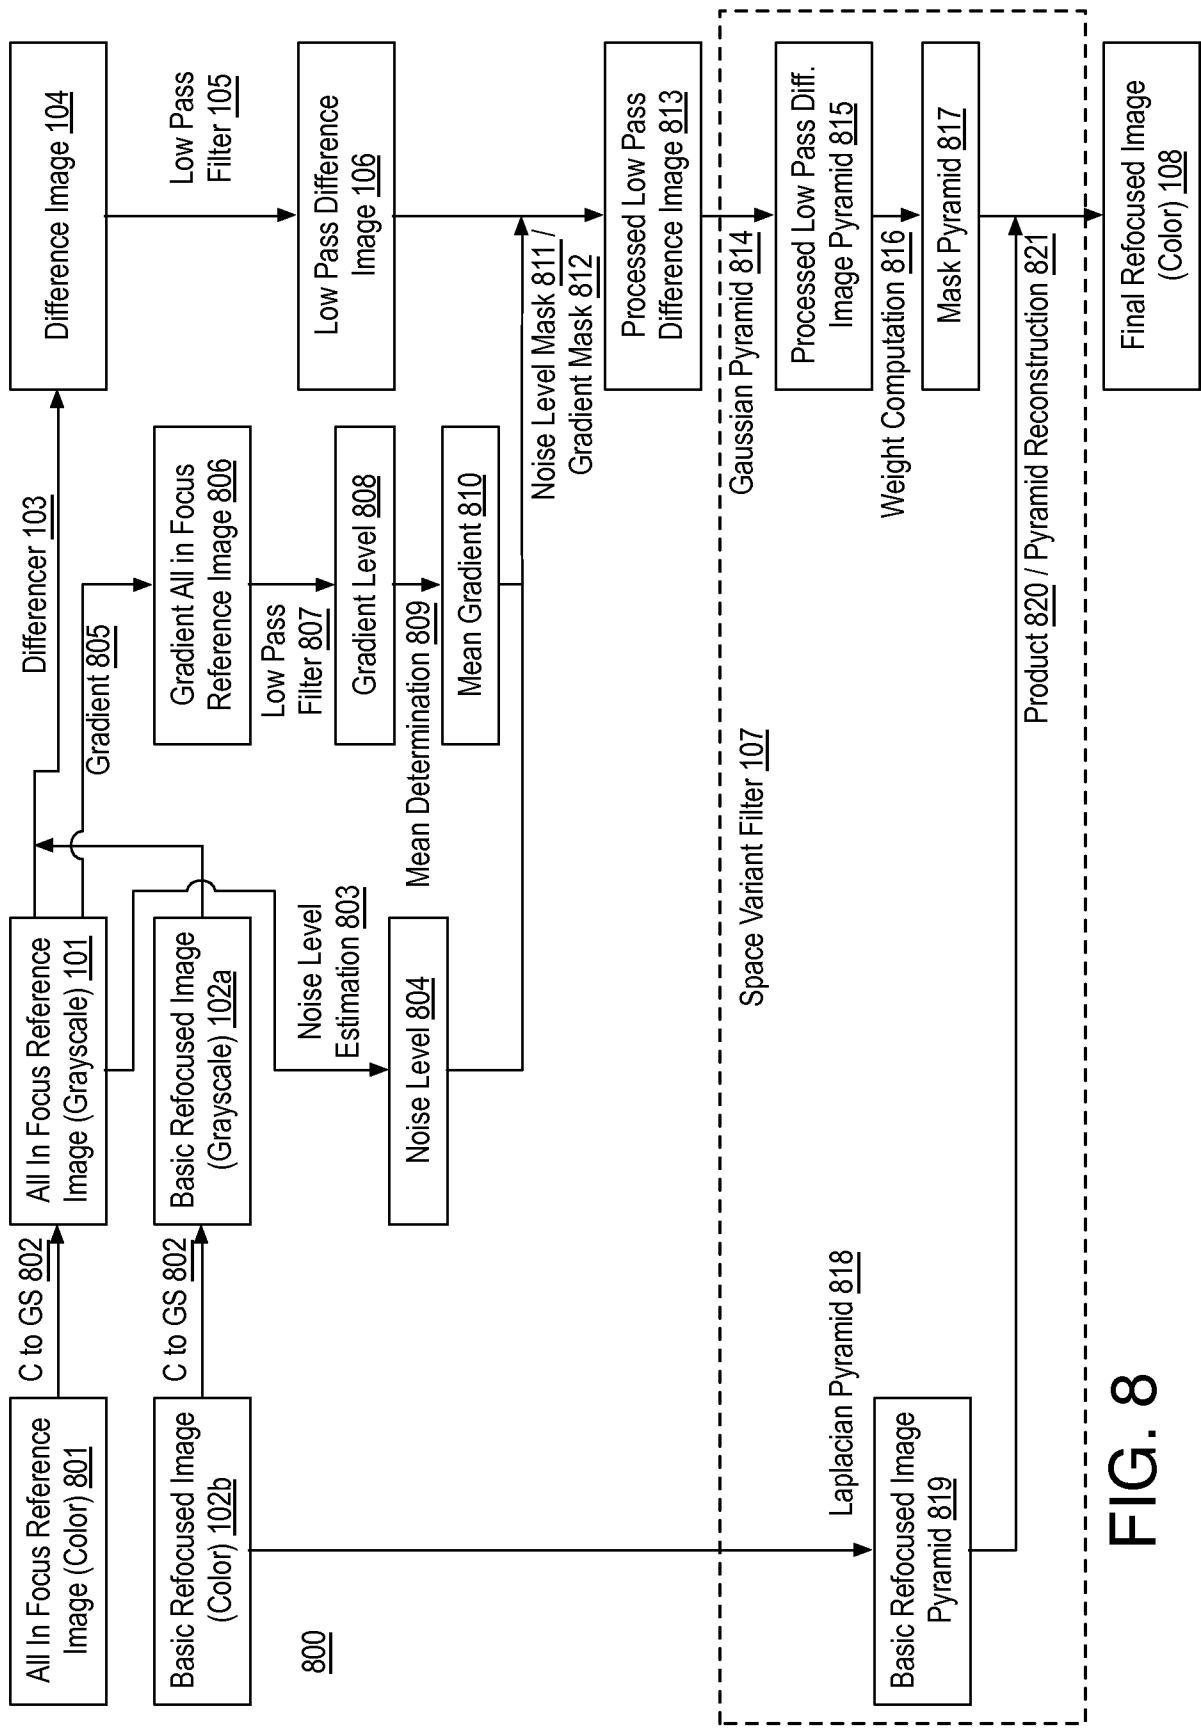 All In Focus Reference
Image (Color) 801
C to GS 802
All In Focus Reference
Image (Grayscale) 101
Differencer 103
Difference Image 104
Gradient 805
Basic Refocused Image
(Color) 102b
C to GS 802
Basic Refocused Image
(Grayscale) 102a
Gradient All in Focus
Reference Image 806
Low Pass
Filter 105
800
Noise Level
Estimation 803
Low Pass
Filter 807
Gradient Level 808
Low Pass Difference
Image 106
Noise Level 804
Mean Determination 809
Mean Gradient 810
Noise Level Mask 811 /
Gradient Mask 812
Processed Low Pass
Difference Image 813
Space Variant Filter 107
Gaussian Pyramid 814
Processed Low Pass Diff.
Image Pyramid 815
Laplacian Pyramid 818
Weight Computation 816
Basic Refocused Image
Pyramid 819
Mask Pyramid 817
Product 820 / Pyramid Reconstruction 821
Final Refocused Image
(Color) 108
FIG. 8